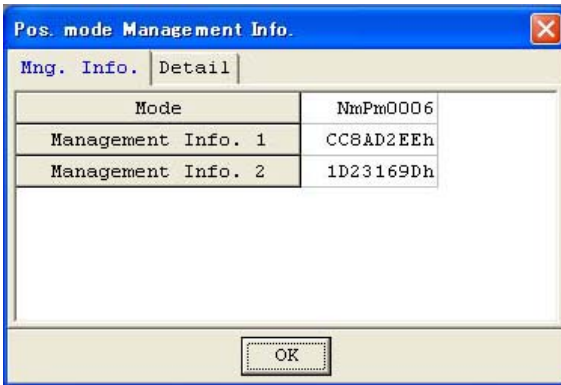 Pos. mode Management Info.
Mng. Info. Detail
Mode NmPm0006
Management Info. 1 CC8AD2EEh
Management Info. 2 1D23169Dh
OK